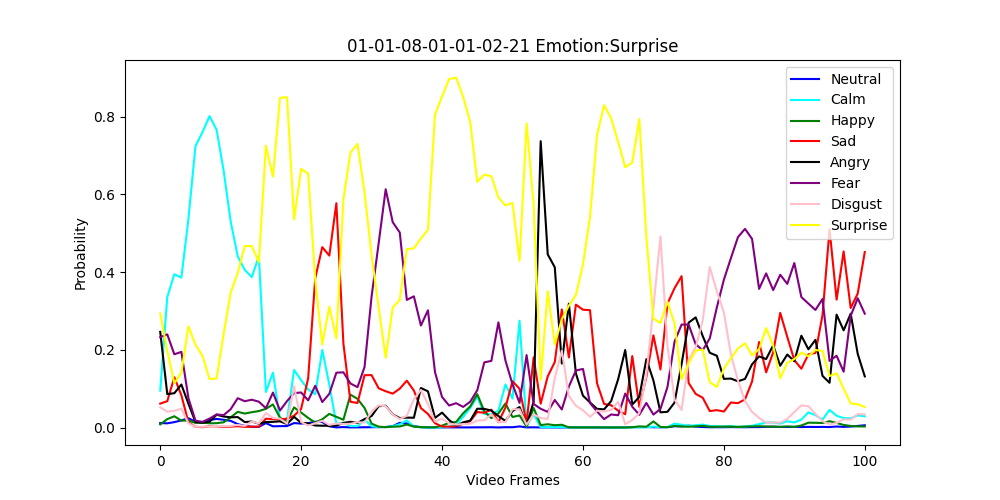 01-01-08-01-01-02-21 Emotion:Surprise
Neutral
Calm
Happy
Sad
Angry
Fear
Disgust
Surprise
Probability
0.8
0.6
0.4
0.2
0.0
0 20 40 60 80 100
Video Frames